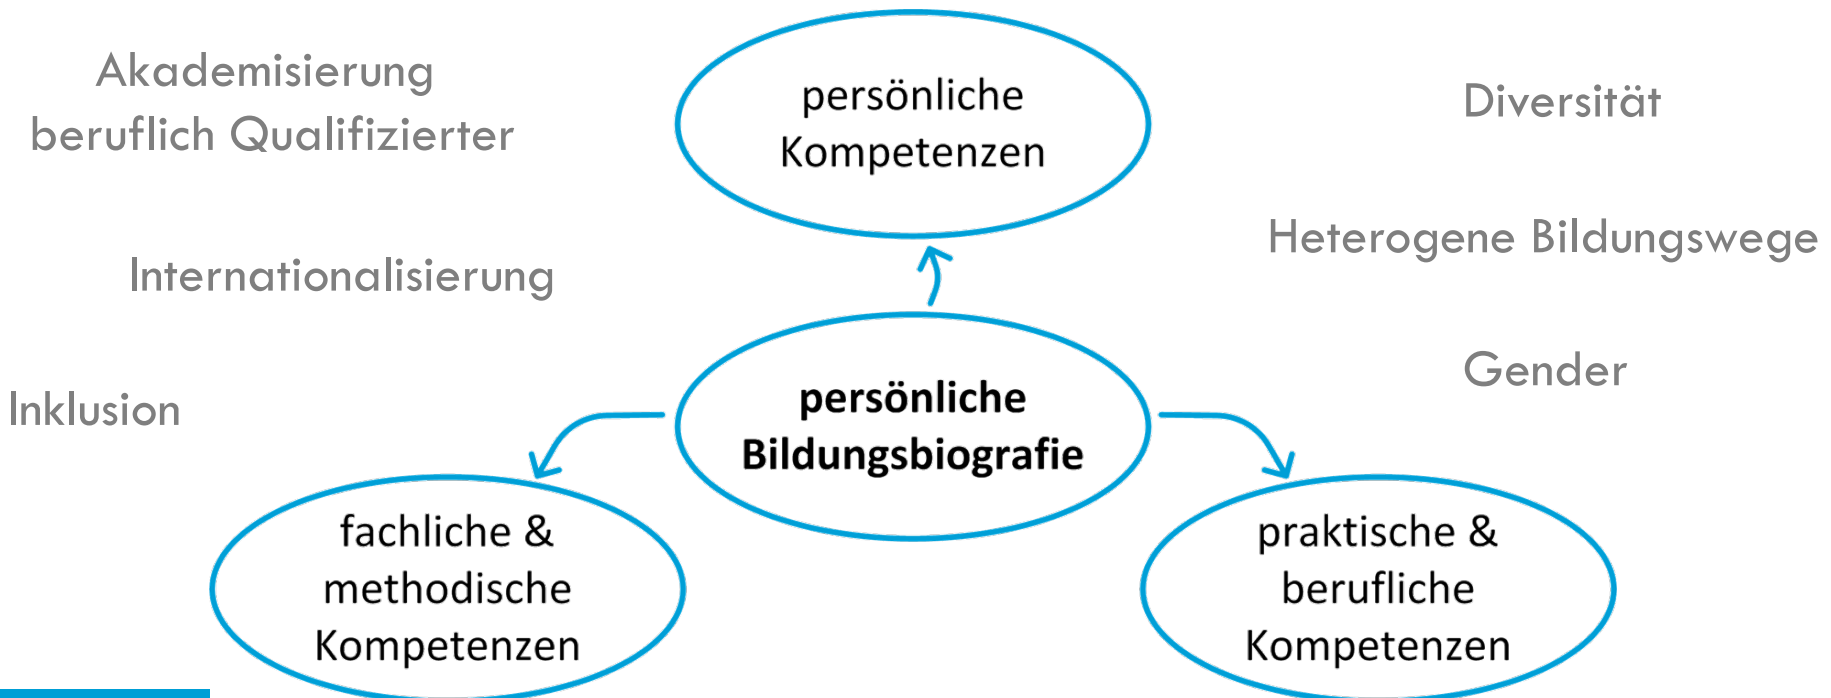 Akademisierung
beruflich Qualifizierter
persönliche
Kompetenzen
Diversität
Heterogene Bildungswege
Internationalisierung
Gender
Inklusion
persönliche
Bildungsbiografie
fachliche &
methodische
Kompetenzen
praktische &
berufliche
Kompetenzen